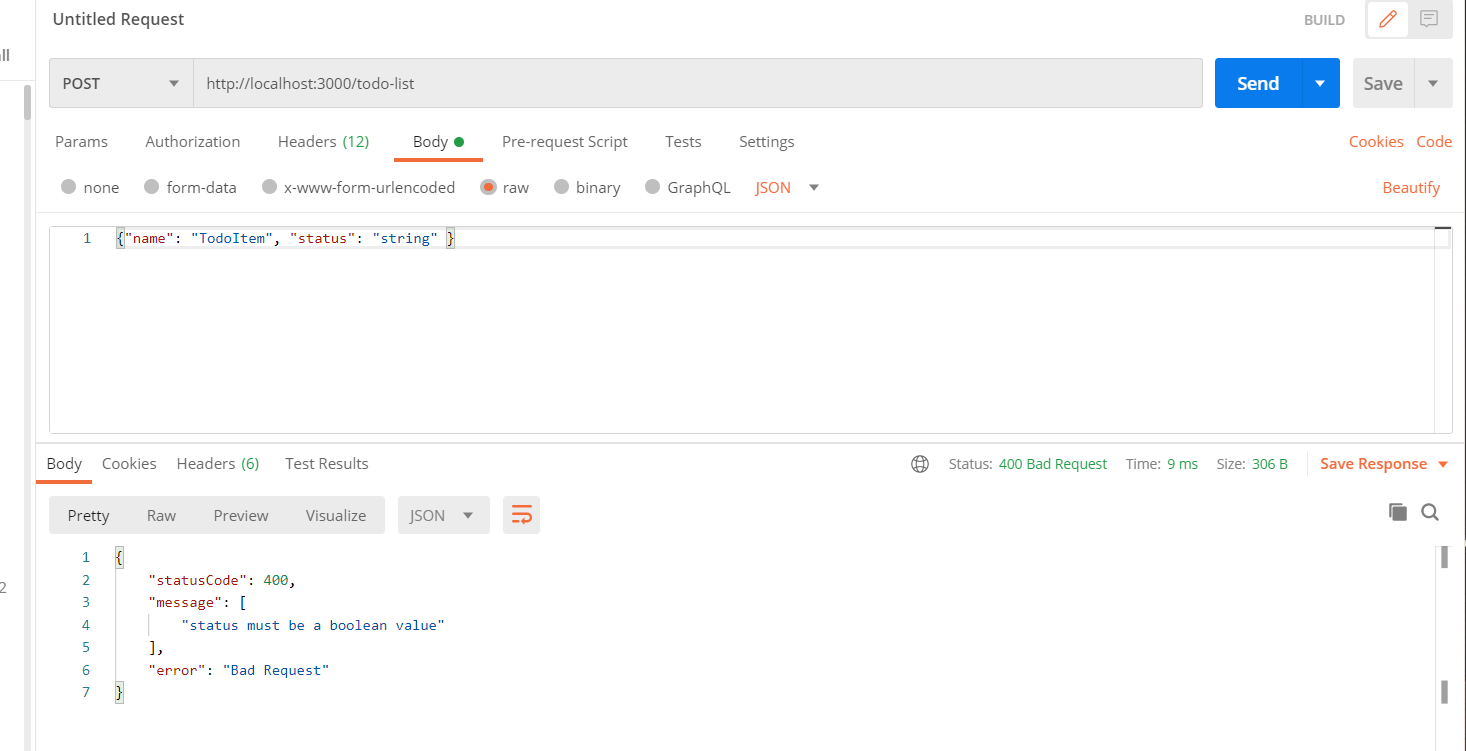 Untitled Request
BUILD
ll
POST http://localhost:3000/todo-list Send Save
Params Authorization Headers (12) Body Pre-request Script Tests Settings Cookies Code
none form-data x-www-form-urlencoded raw binary GraphQL JSON Beautify
1 {"name": "TodoItem", "status": "string" }
Body Cookies Headers (6) Test Results Status: 400 Bad Request Time: 9 ms Size: 306 B Save Response
Pretty Raw Preview Visualize JSON
1 {
2 "statusCode": 400,
3 "message": [
4 "status must be a boolean value"
5 ],
6 "error": "Bad Request"
7 }
2